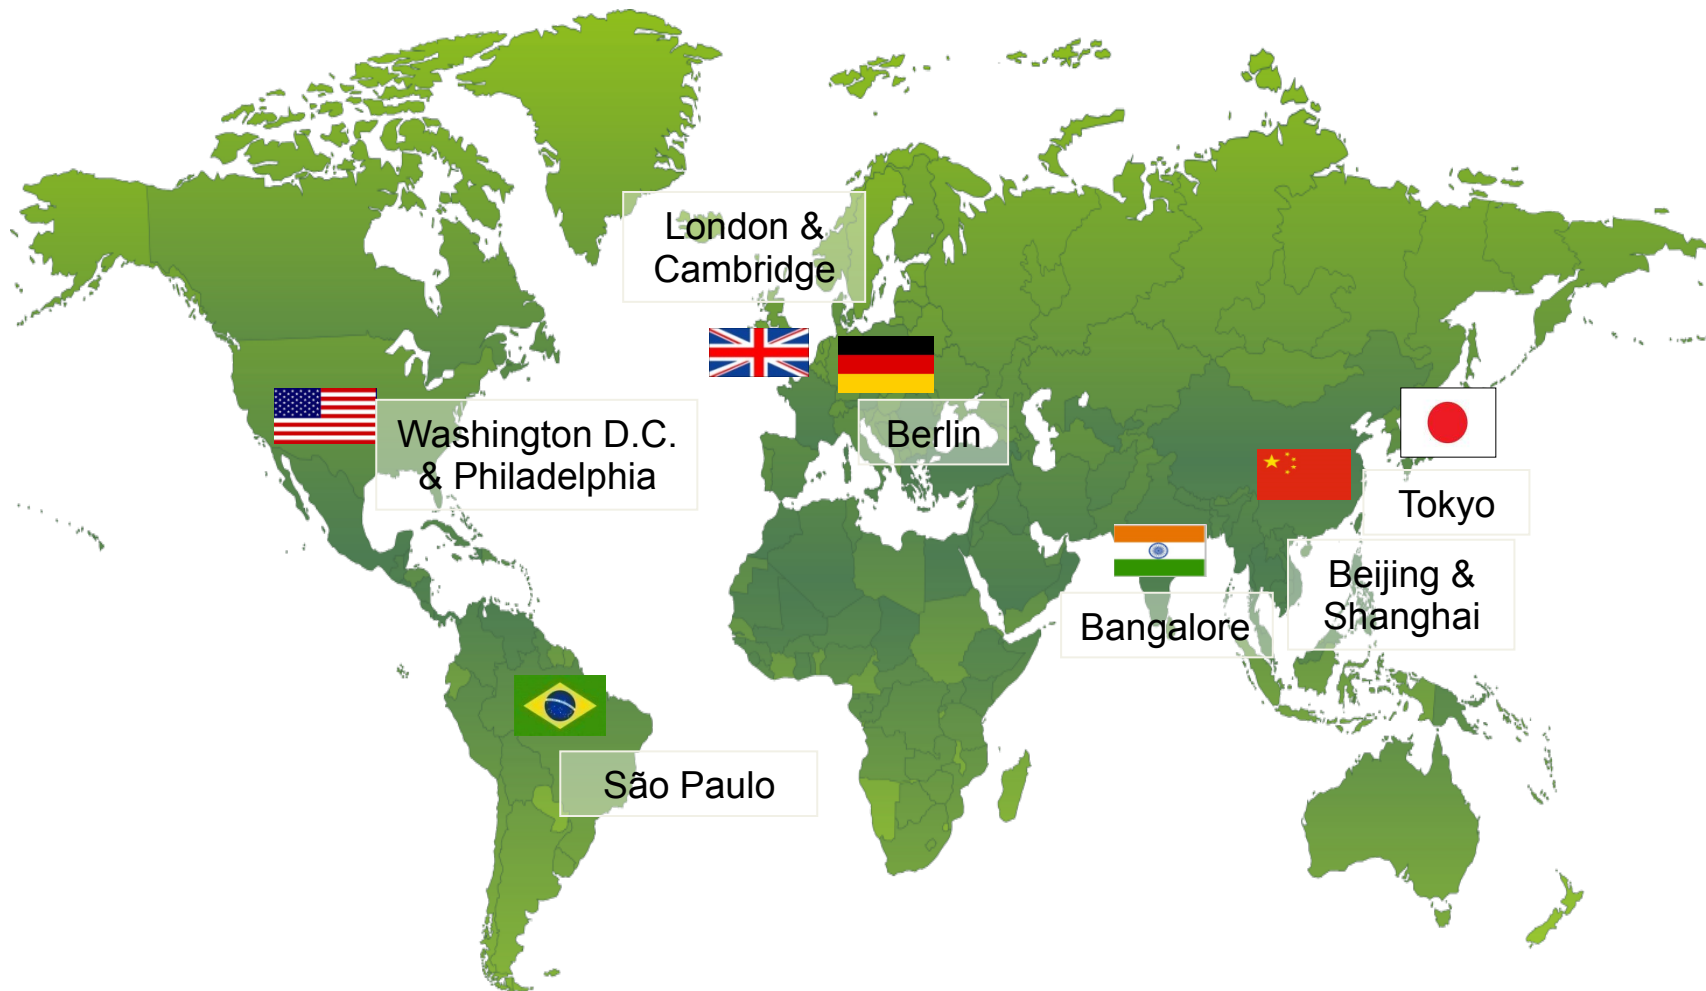 London &
Cambridge
Washington D.C.
& Philadelphia
Berlin
Tokyo
Beijing &
Shanghai
Bangalore
São Paulo